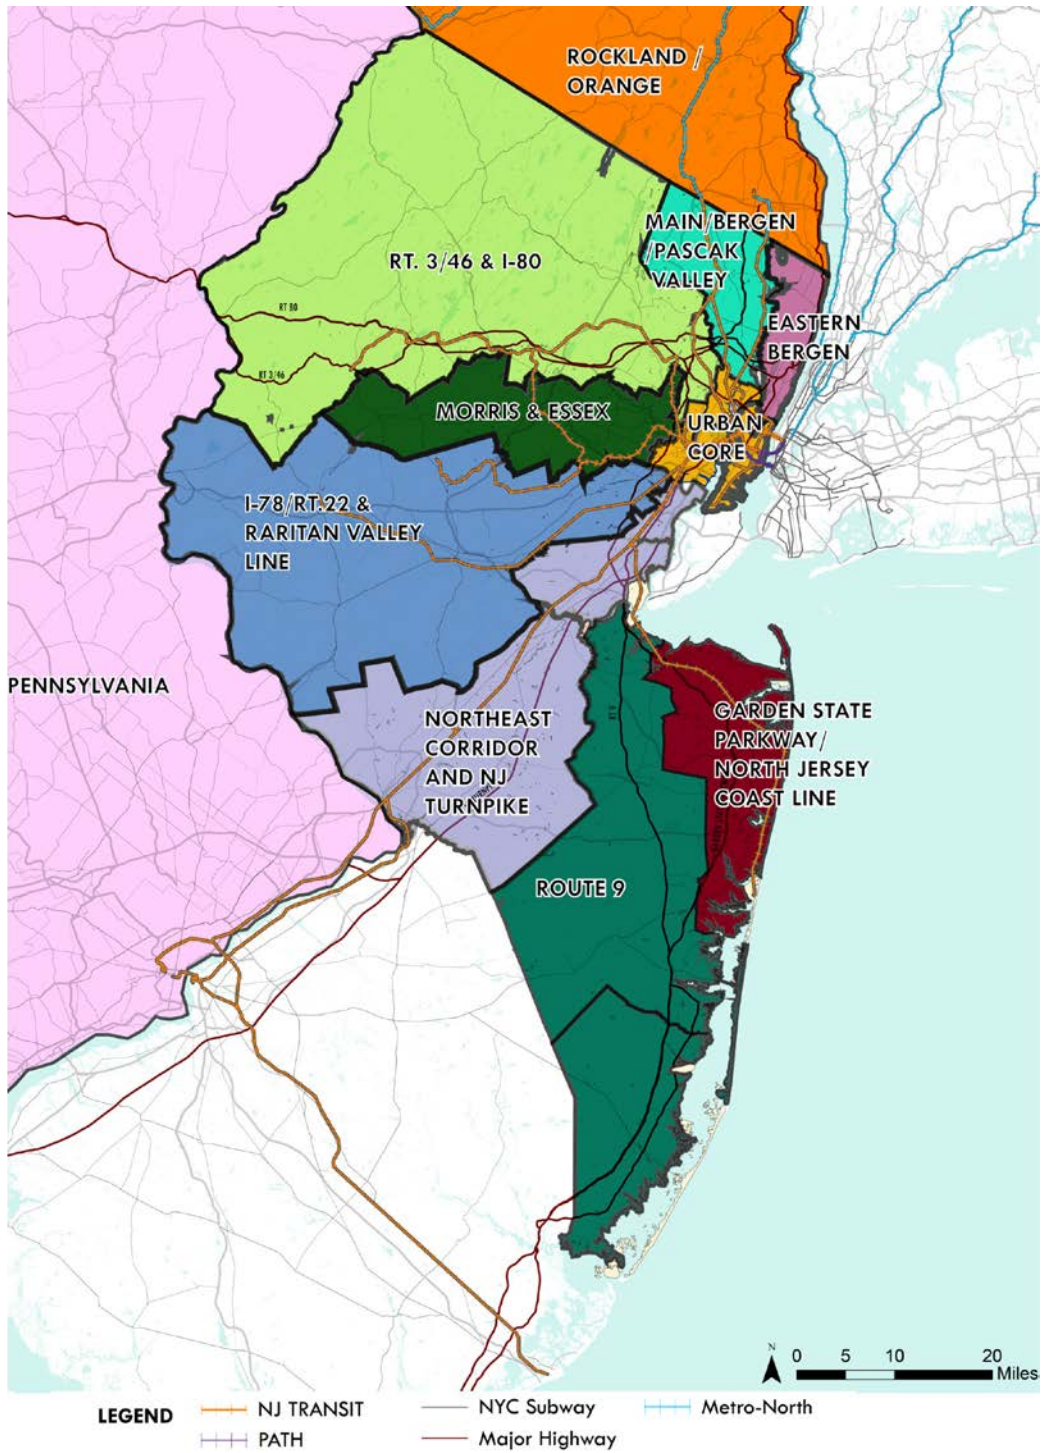 ROCKLAND /
ORANGE
MAIN/BERGEN
/PASCAK
VALLEY
RT. 3/46 & I-80
RT 80
EASTERN
BERGEN
RT 3/46
MORRIS & ESSEX
URBAN
CORE
I-78/RT.22 &
RARITAN VALLEY
LINE
PENNSYLVANIA
RT 9
NORTHEAST
CORRIDOR
AND NJ
TURNPIKE
GARDEN STATE
PARKWAY/
NORTH JERSEY
COAST LINE
ROUTE 9
N
0 5 10 20
Miles
LEGEND
NJ TRANSIT
NYC Subway
Metro-North
PATH
Major Highway